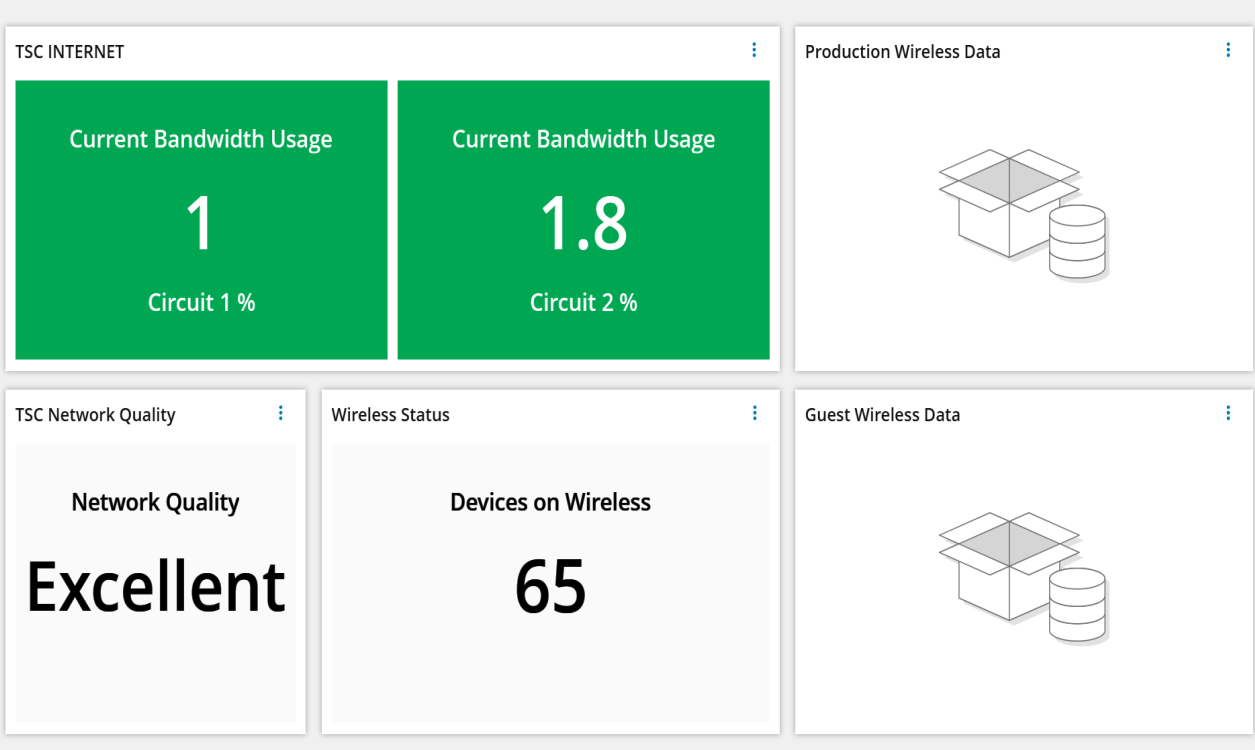 TSC INTERNET
Current Bandwidth Usage
1
Circuit 1 %
Current Bandwidth Usage
1.8
Circuit 2 %
Production Wireless Data
TSC Network Quality
Network Quality
Excellent
Wireless Status
Devices on Wireless
65
Guest Wireless Data